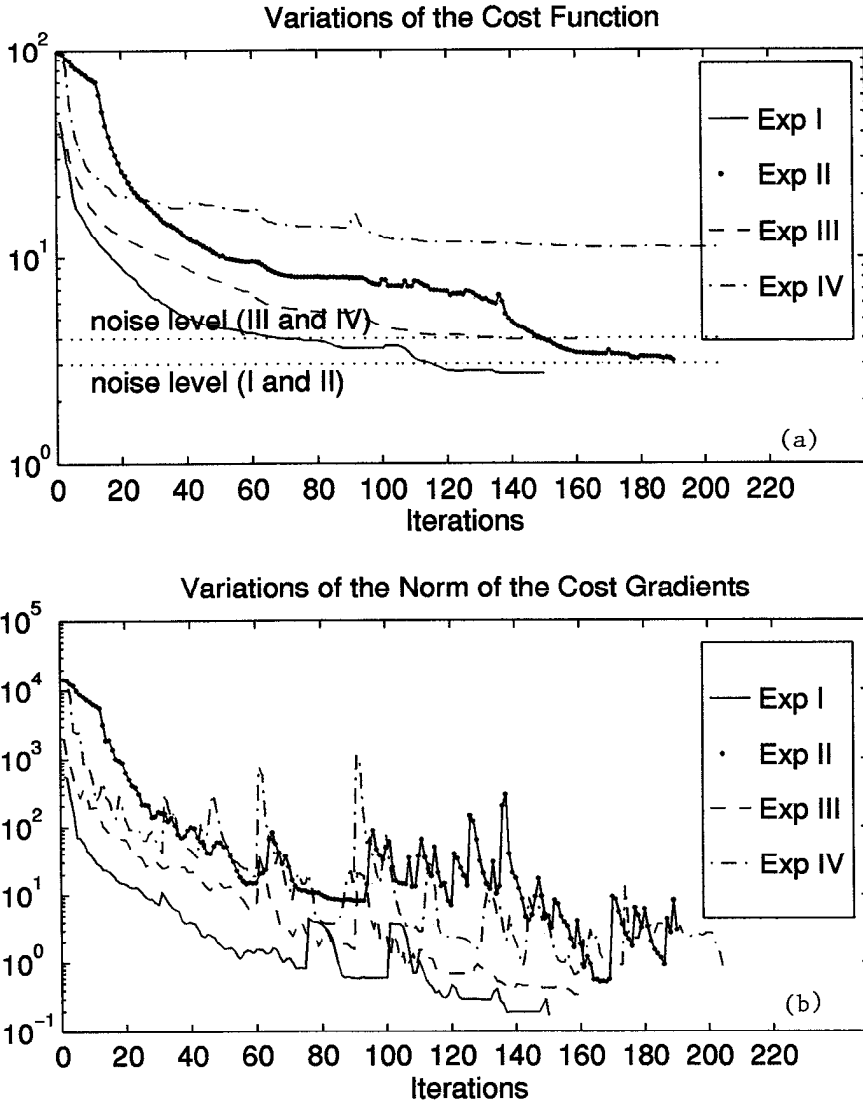 Variations of the Cost Function
10^2
10^1
10^0
Exp I
Exp II
Exp III
Exp IV
noise level (III and IV)
noise level (I and II)
(a)
0 20 40 60 80 100 120 140 160 180 200 220
Iterations
Variations of the Norm of the Cost Gradients
10^5
10^4
10^3
10^2
10^1
10^0
10^-1
Exp I
Exp II
Exp III
Exp IV
(b)
0 20 40 60 80 100 120 140 160 180 200 220
Iterations